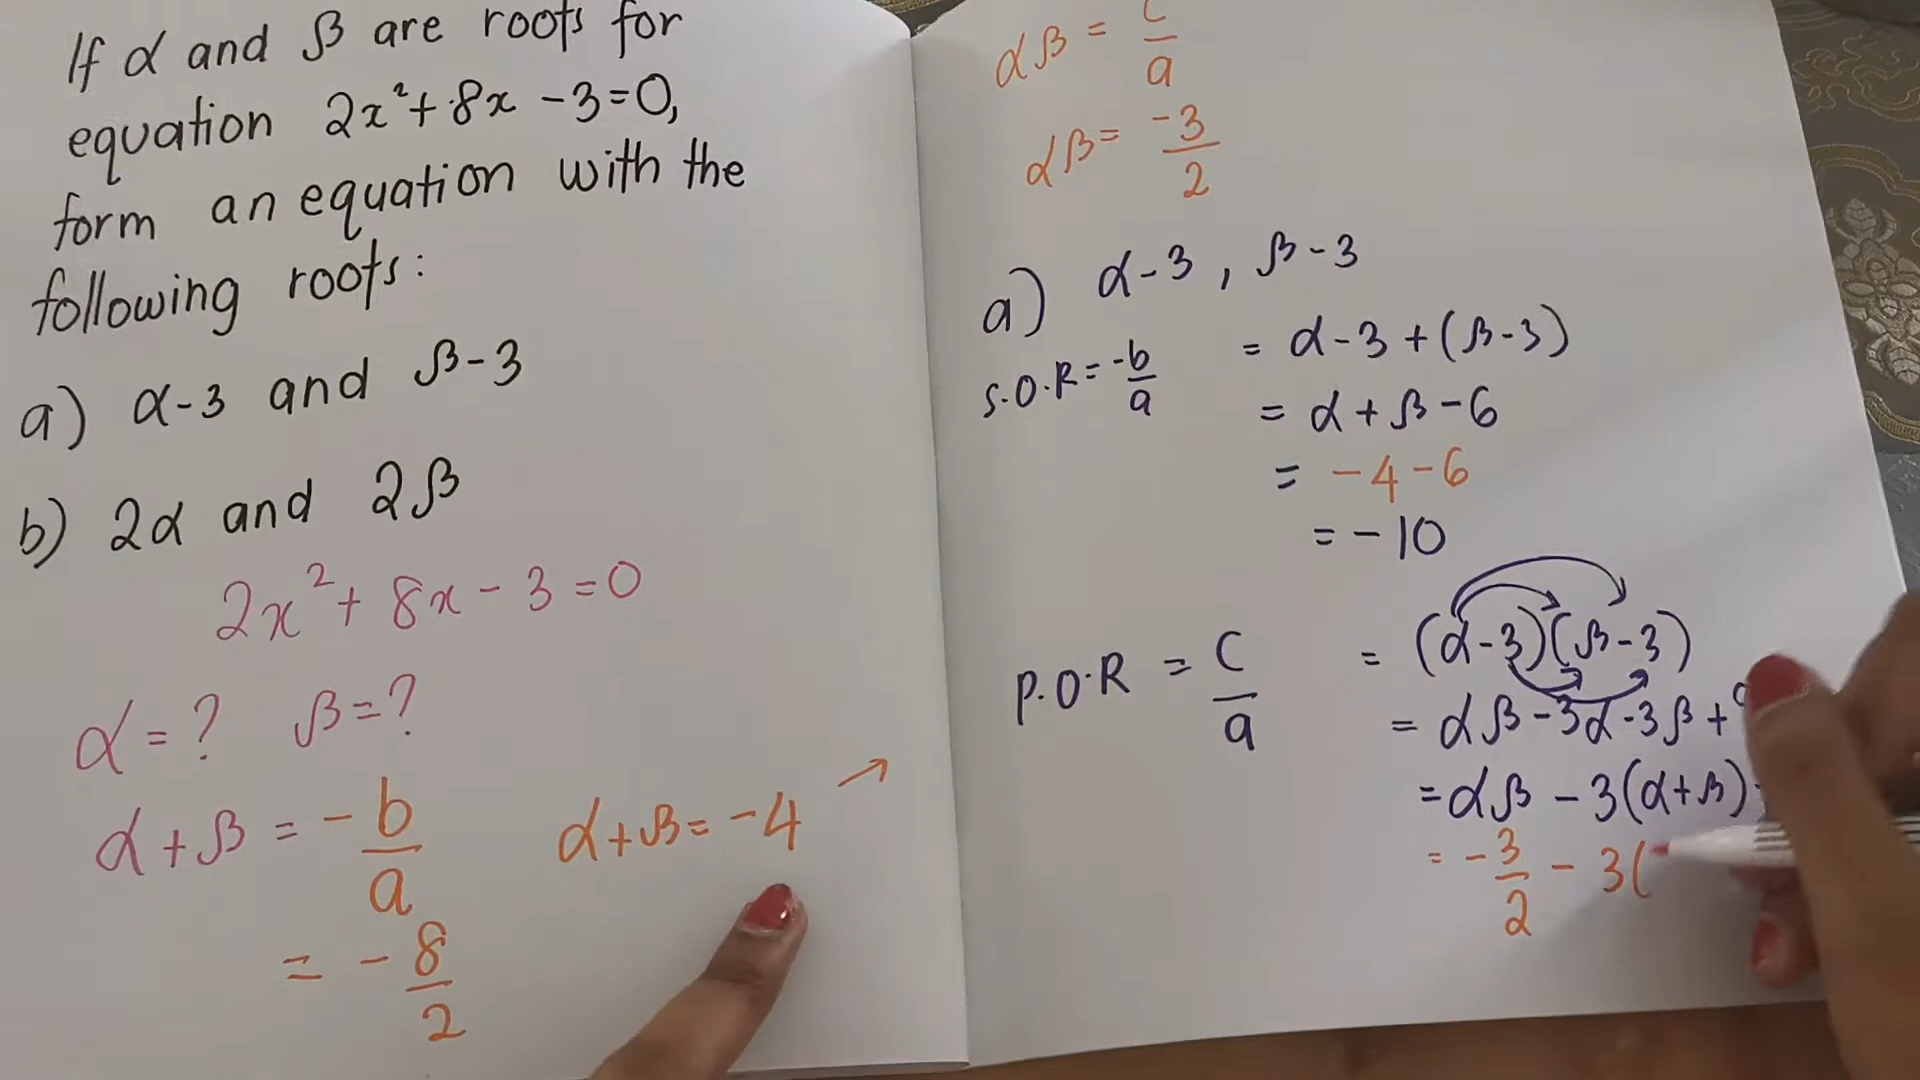 If α and β are roots for
equation 2x²+8x -3=0,
form an equation with the
following roots:
a) α-3 and β-3
b) 2α and 2β
2x²+ 8x - 3 =0
α = ? β=?
α+β = -b/a
= -8/2
α+β= -4
αβ = c/a
αβ= -3/2
a) α-3 , β-3
S.O.R= -b/a = α-3+(β-3)
= α+β-6
= -4-6
= -10
P.O.R = C/a = (α-3)(β-3)
= αβ-3α-3β+
=αβ - 3(α+β)
= -3/2 - 3(